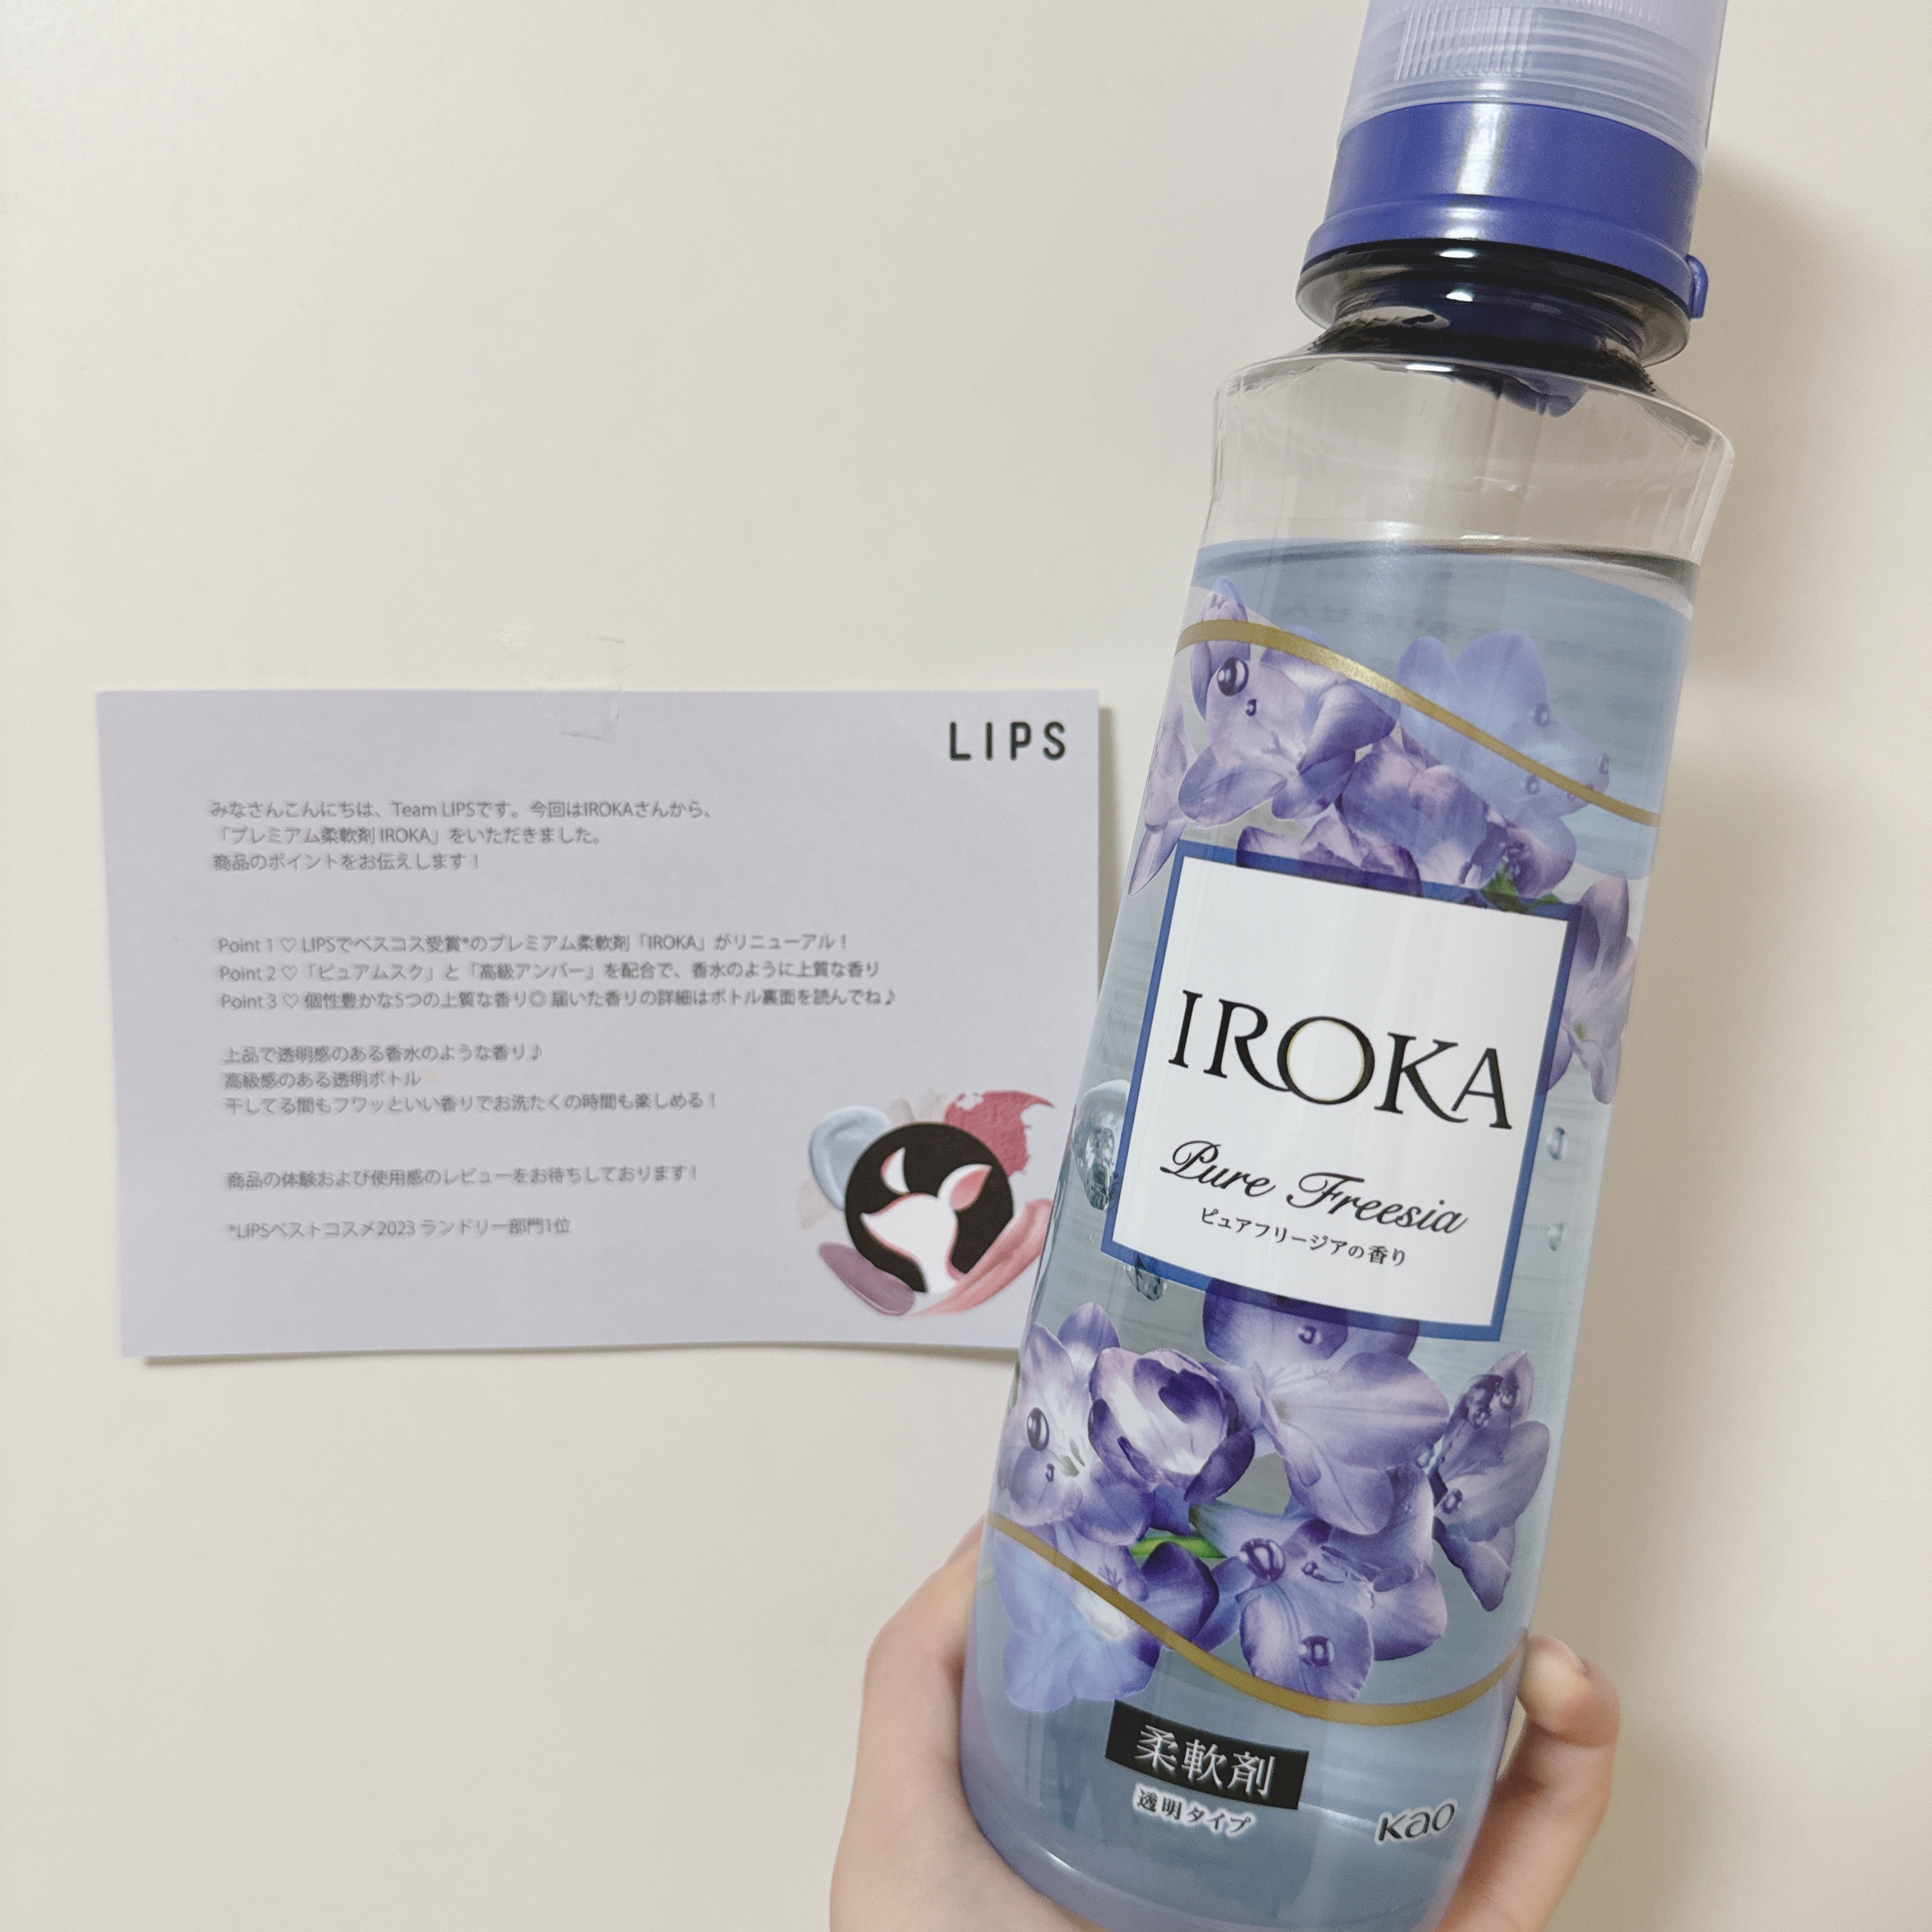 LIPS
みなさんこんにちは、Team LIPSです。今回はIROKAさんから、
「プレミアム柔軟剤 IROKA」をいただきました。
商品のポイントをお伝えします！
Point 1 ♡ LIPSでベスコス受賞*のプレミアム柔軟剤「IROKA」がリニューアル！
Point 2 ♡「ピュアムスク」と「高級アンバー」を配合で、香水のように上質な香り
Point 3 ♡ 個性豊かな5つの上質な香り◎ 届いた香りの詳細はボトル裏面を読んでね♪
上品で透明感のある香水のような香り♪
高級感のある透明ボトル
干してる間もフワッといい香りでお洗たくの時間も楽しめる！
商品の体験および使用感のレビューをお待ちしております！
*LIPSベストコスメ2023 ランドリー部門1位
IROKA
Pure Freesia
ピュアフリージアの香り
柔軟剤
透明タイプ
Kao